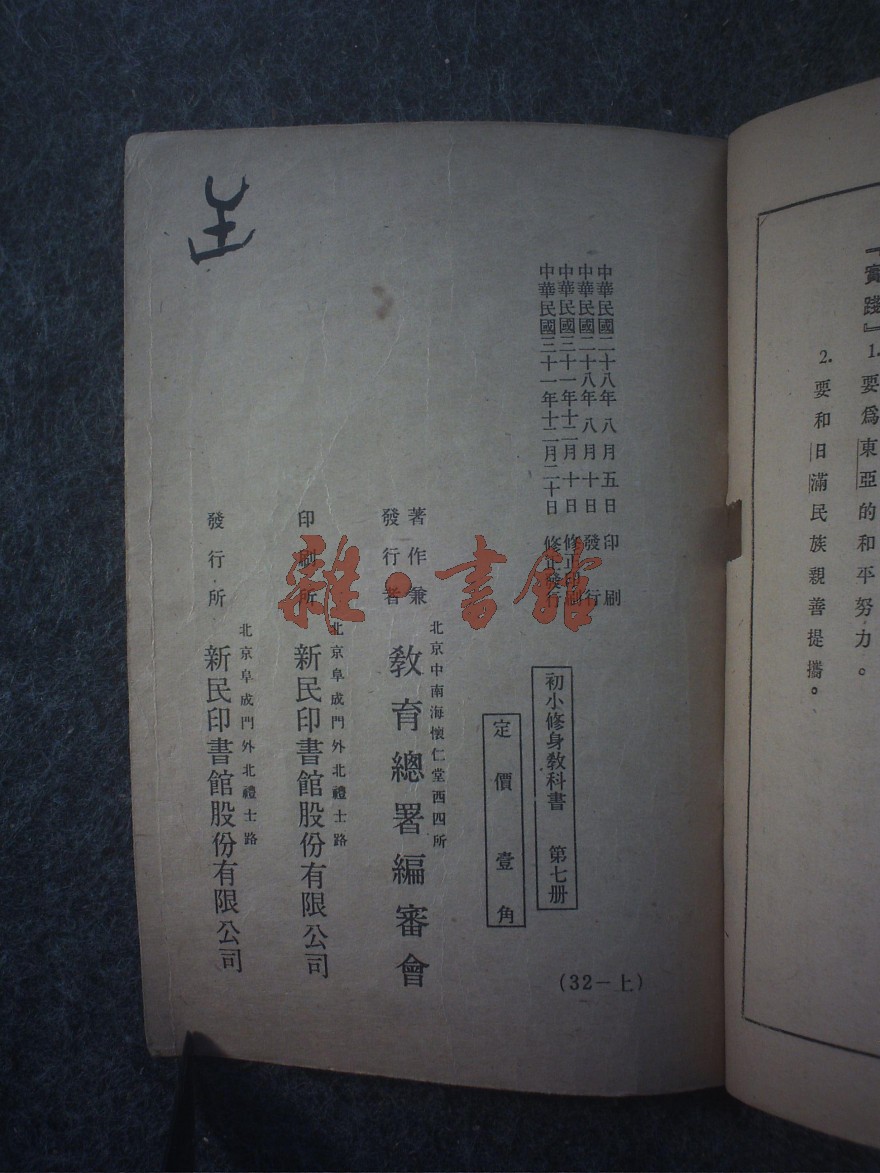 『實踐』1. 要爲東亞的和平努力。
2. 要和日滿民族親善提攜。
中華民國二十八年 八月 五日 印刷
中華民國二十八年 八月十日 發行
中華民國三十一年十二月 十日 修正印刷
中華民國三十一年十二月二十日 修正發行
初小修身教科書 第七册
定價壹角
(32－上)
著作兼
發行者
北京中南海懷仁堂西四所
教育總署編審會
印刷所
北京阜成門外北禮士路
新民印書館股份有限公司
發行所
北京阜成門外北禮士路
新民印書館股份有限公司
雜·書館